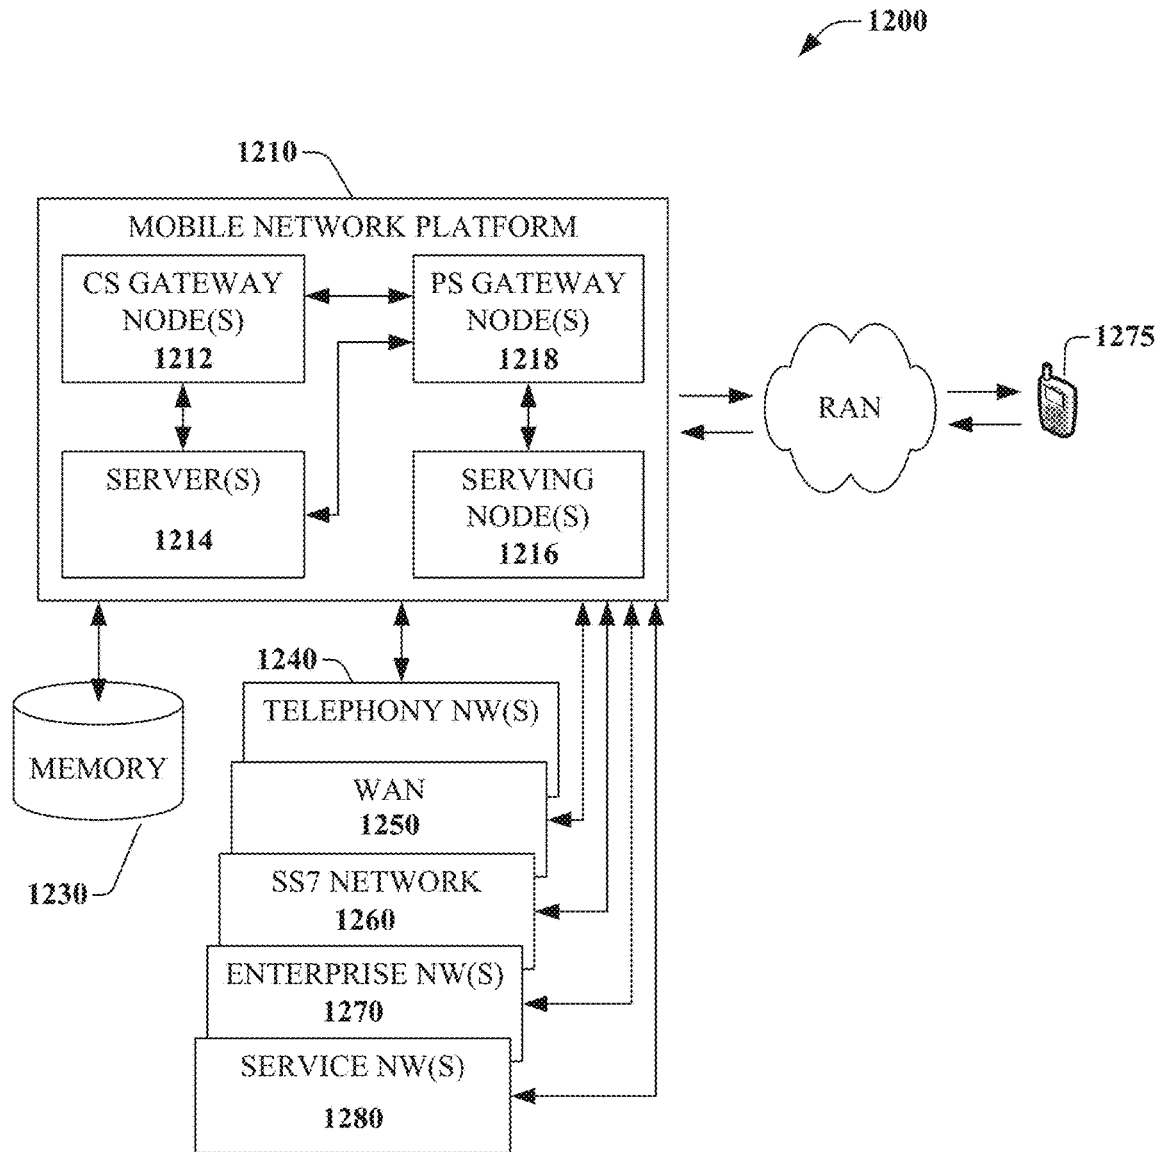 1200
1210
MOBILE NETWORK PLATFORM
CS GATEWAY
NODE(S)
1212
PS GATEWAY
NODE(S)
1218
SERVER(S)
1214
SERVING
NODE(S)
1216
RAN
1275
MEMORY
1230
1240
TELEPHONY NW(S)
WAN
1250
SS7 NETWORK
1260
ENTERPRISE NW(S)
1270
SERVICE NW(S)
1280